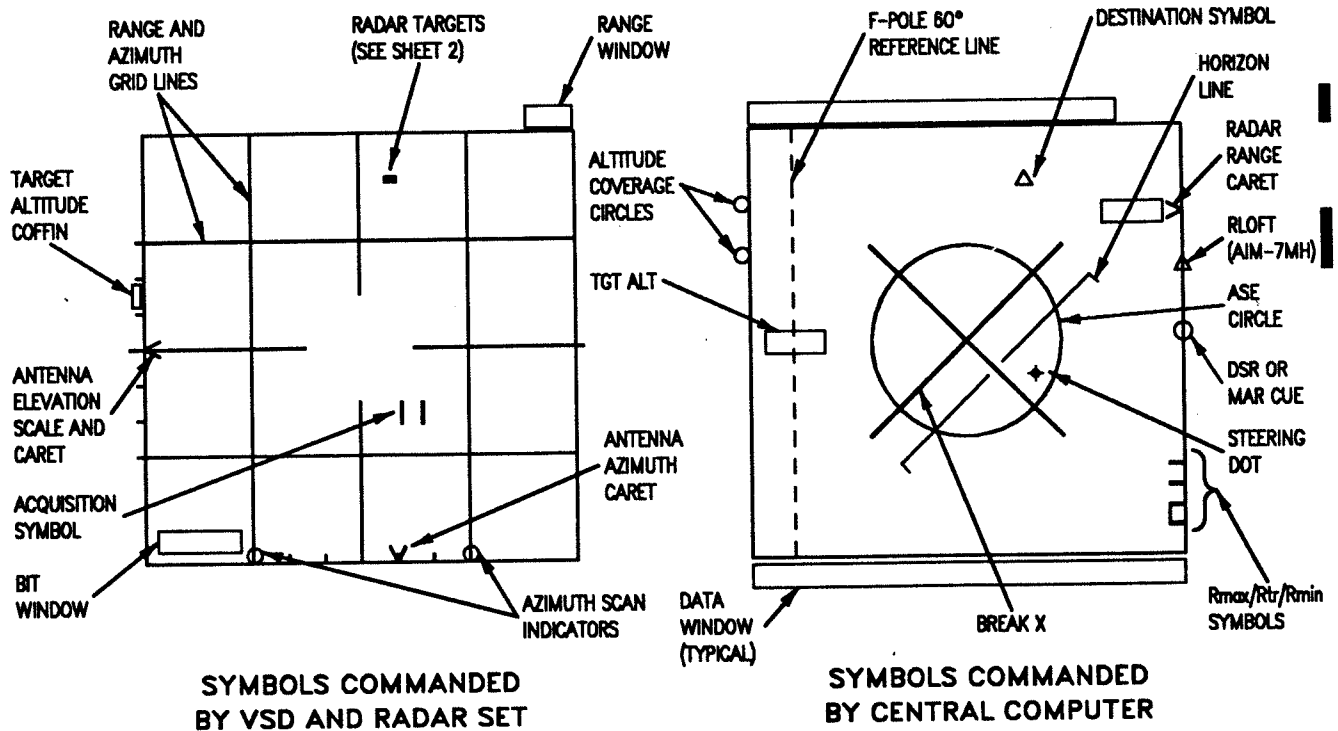 RANGE AND
AZIMUTH
GRID LINES
RADAR TARGETS
(SEE SHEET 2)
RANGE
WINDOW
TARGET
ALTITUDE
COFFIN
ANTENNA
ELEVATION
SCALE AND
CARET
ACQUISITION
SYMBOL
BIT
WINDOW
ANTENNA
AZIMUTH
CARET
AZIMUTH SCAN
INDICATORS
SYMBOLS COMMANDED
BY VSD AND RADAR SET
F-POLE 60°
REFERENCE LINE
DESTINATION SYMBOL
HORIZON
LINE
ALTITUDE
COVERAGE
CIRCLES
RADAR
RANGE
CARET
RLOFT
(AIM-7MH)
TGT ALT
ASE
CIRCLE
DSR OR
MAR CUE
STEERING
DOT
DATA
WINDOW
(TYPICAL)
BREAK X
Rmax/Rtr/Rmin
SYMBOLS
SYMBOLS COMMANDED
BY CENTRAL COMPUTER